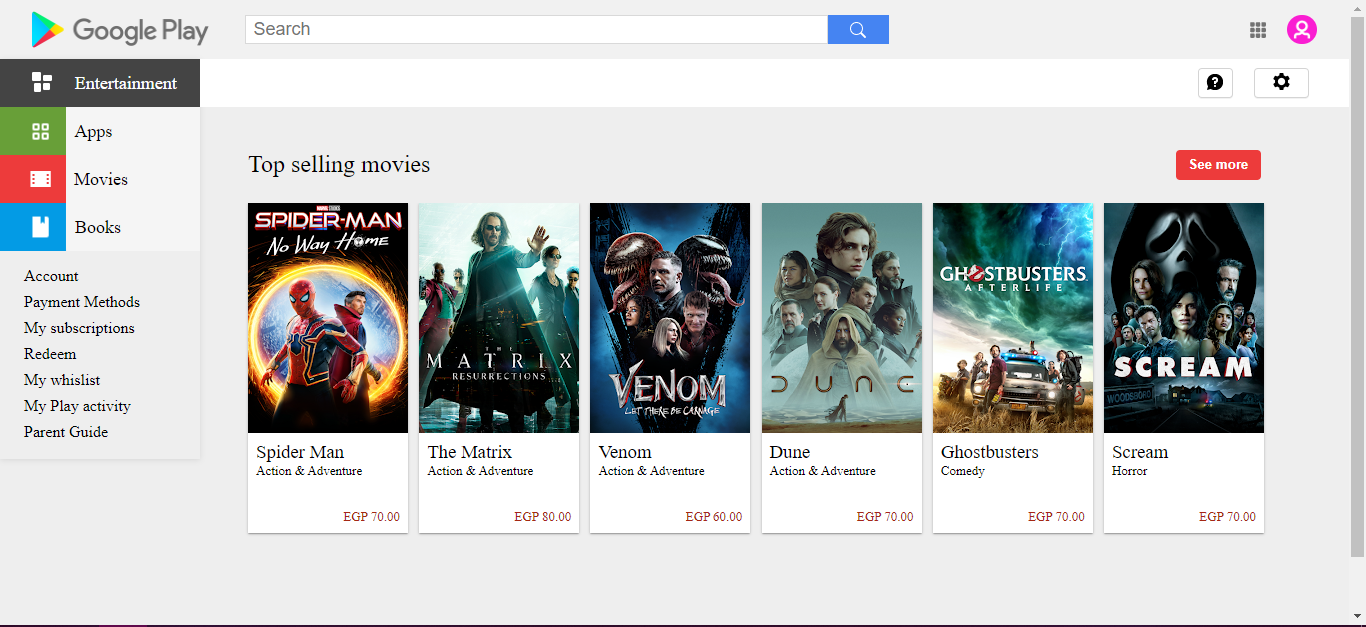 Google Play
Search
Entertainment
Apps
Movies
Books
Account
Payment Methods
My subscriptions
Redeem
My whislist
My Play activity
Parent Guide
Top selling movies
See more
MARVEL STUDIOS
SPIDER-MAN
No Way Home
THE
MATRIX
RESURRECTIONS
VENOM
LET THERE BE CARNAGE
DUNE
GHOSTBUSTERS
AFTERLIFE
SCREAM
WOODSBORO
Spider Man
Action & Adventure
EGP 70.00
The Matrix
Action & Adventure
EGP 80.00
Venom
Action & Adventure
EGP 60.00
Dune
Action & Adventure
EGP 70.00
Ghostbusters
Comedy
EGP 70.00
Scream
Horror
EGP 70.00